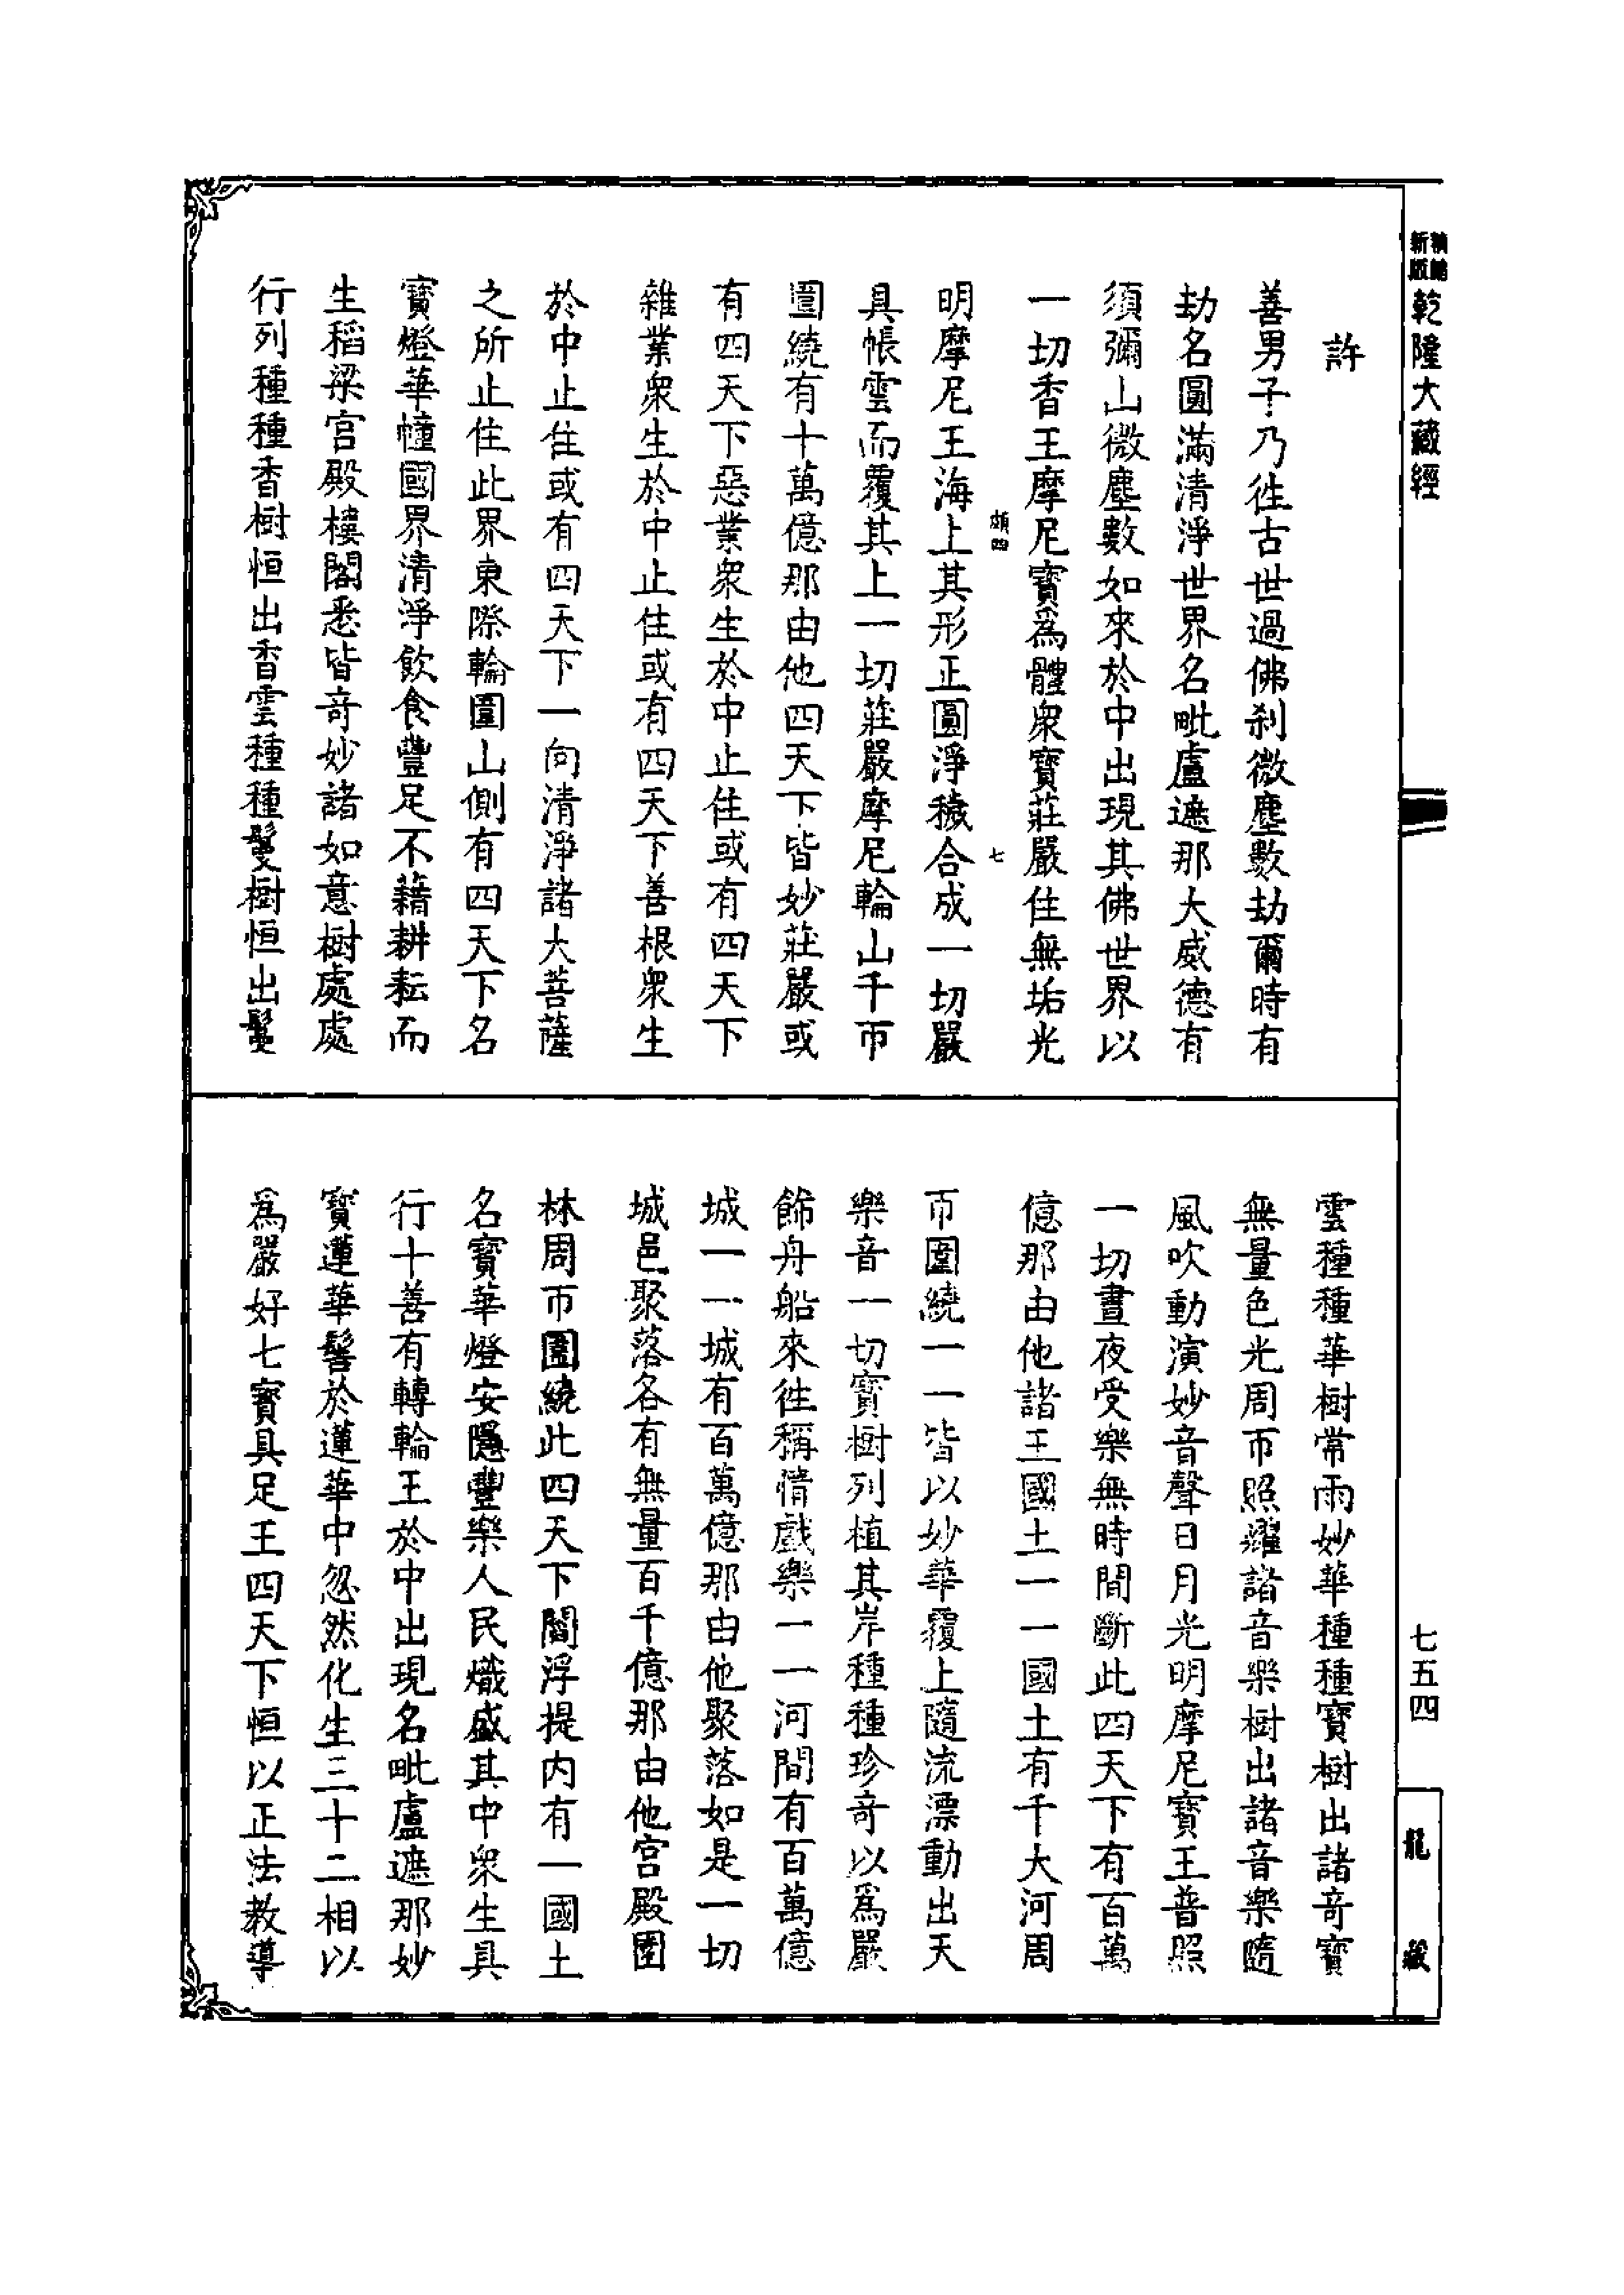 新版
精縮
乾隆大藏經
許
善男子乃徃古世過佛剎微塵數劫爾時有
劫名圓滿清淨世界名毗盧遮那大威德有
須彌山微塵數如來於中出現其佛世界以
一切香王摩尼寶爲體衆寶莊嚴住無垢光
七
明摩尼王海上其形正圓淨穢合成一切嚴
具帳雲而覆其上一切莊嚴摩尼輪山千帀
圍繞有十萬億那由他四天下皆妙莊嚴或
有四天下惡業衆生於中止住或有四天下
雜業衆生於中止住或有四天下善根衆生
於中止住或有四天下一向清淨諸大菩薩
之所止住此界東際輪圍山側有四天下名
寶燈華幢國界清淨飲食豐足不藉耕耘而
生稻粱宮殿樓閣悉皆奇妙諸如意樹處處
行列種種香樹恒出香雲種種鬘樹恒出鬘
雲種種華樹常雨妙華種種寶樹出諸奇寶
無量色光周帀照耀諸音樂樹出諸音樂隨
風吹動演妙音聲日月光明摩尼寶王普照
一切晝夜受樂無時間斷此四天下有百萬
億那由他諸王國土一一國土有千大河周
帀圍繞一一皆以妙華覆上隨流漂動出天
樂音一切寶樹列植其岸種種珍奇以爲嚴
飾舟船來徃稱情戲樂一一河間有百萬億
城一一城有百萬億那由他聚落如是一切
城邑聚落各有無量百千億那由他宮殿園
林周帀圍繞此四天下閻浮提内有一國土
名寶華燈安隱豐樂人民熾盛其中衆生具
行十善有轉輪王於中出現名毗盧遮那妙
寶蓮華髻於蓮華中忽然化生三十二相以
爲嚴好七寶具足王四天下恒以正法教導
七五四
龍藏